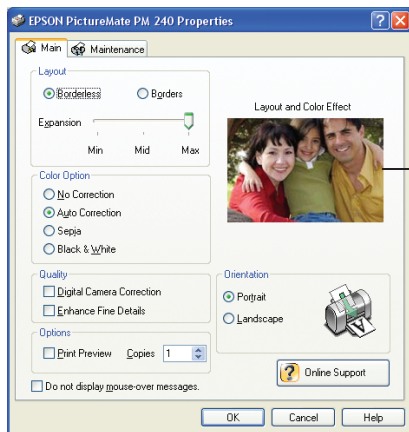 EPSON PictureMate PM 240 Properties
Main Maintenance
Layout
Borderless Borders
Expansion
Min Mid Max
Layout and Color Effect
Color Option
No Correction
Auto Correction
Sepia
Black & White
Quality
Digital Camera Correction
Enhance Fine Details
Orientation
Portrait
Landscape
Options
Print Preview Copies 1
Do not display mouse-over messages.
Online Support
OK Cancel Help